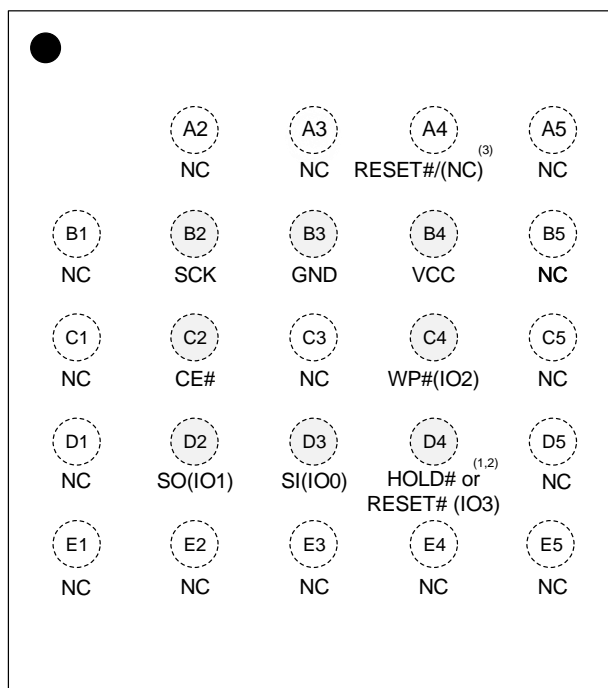 A2 A3 A4 A5
NC NC RESET#/(NC)(3) NC
B1 B2 B3 B4 B5
NC SCK GND VCC NC
C1 C2 C3 C4 C5
NC CE# NC WP#(IO2) NC
D1 D2 D3 D4 D5
NC SO(IO1) SI(IO0) HOLD# or(1,2) NC
RESET# (IO3)
E1 E2 E3 E4 E5
NC NC NC NC NC